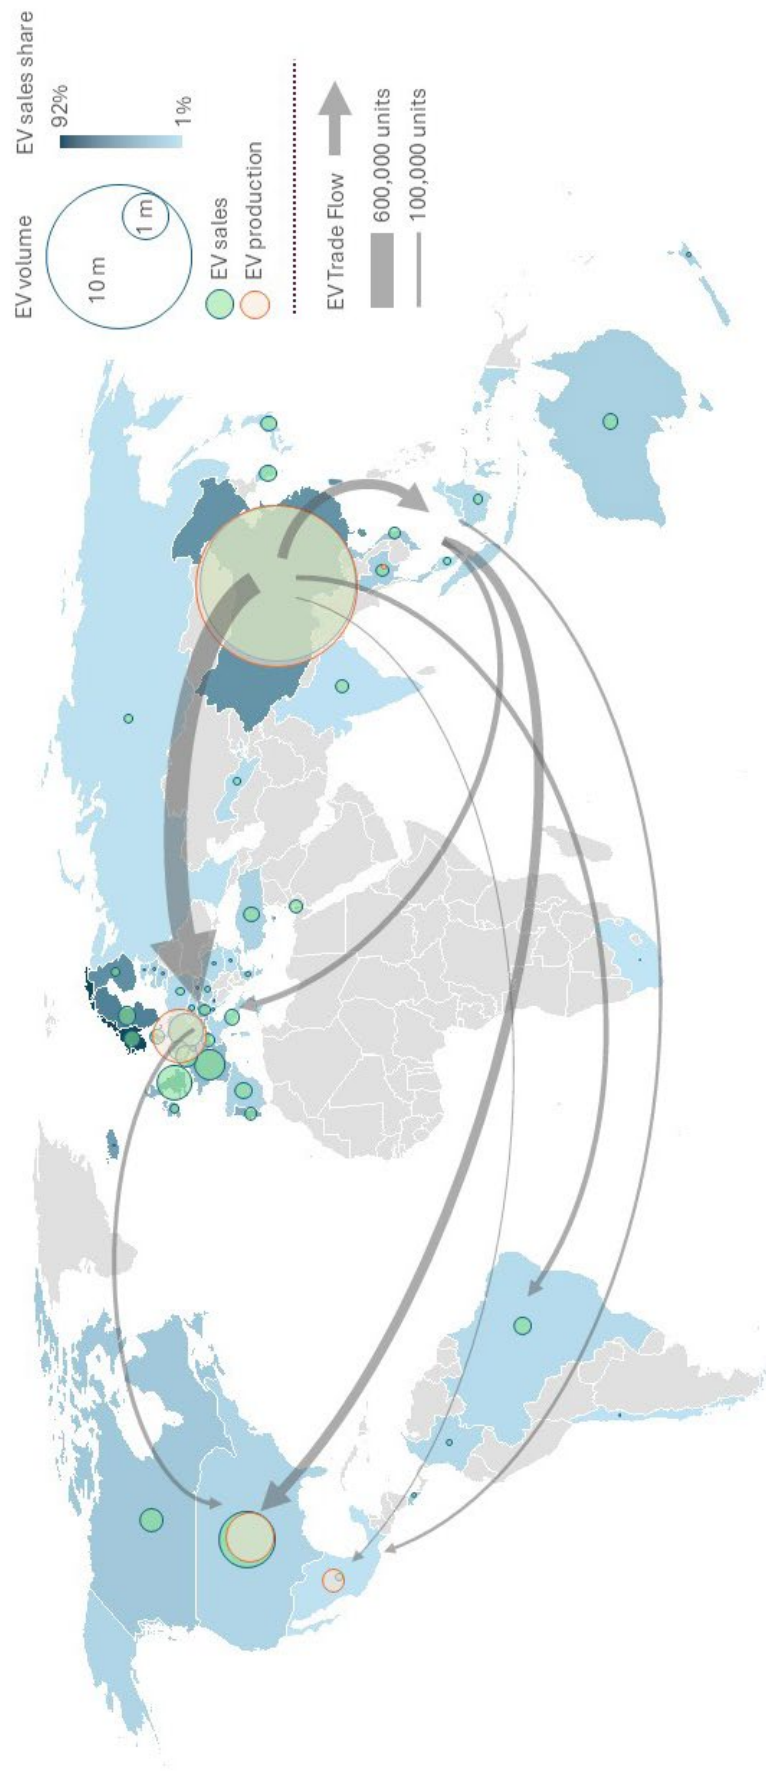 EV volume
10 m
1 m
EV sales
EV production
EV sales share
92%
1%
EV Trade Flow
600,000 units
100,000 units